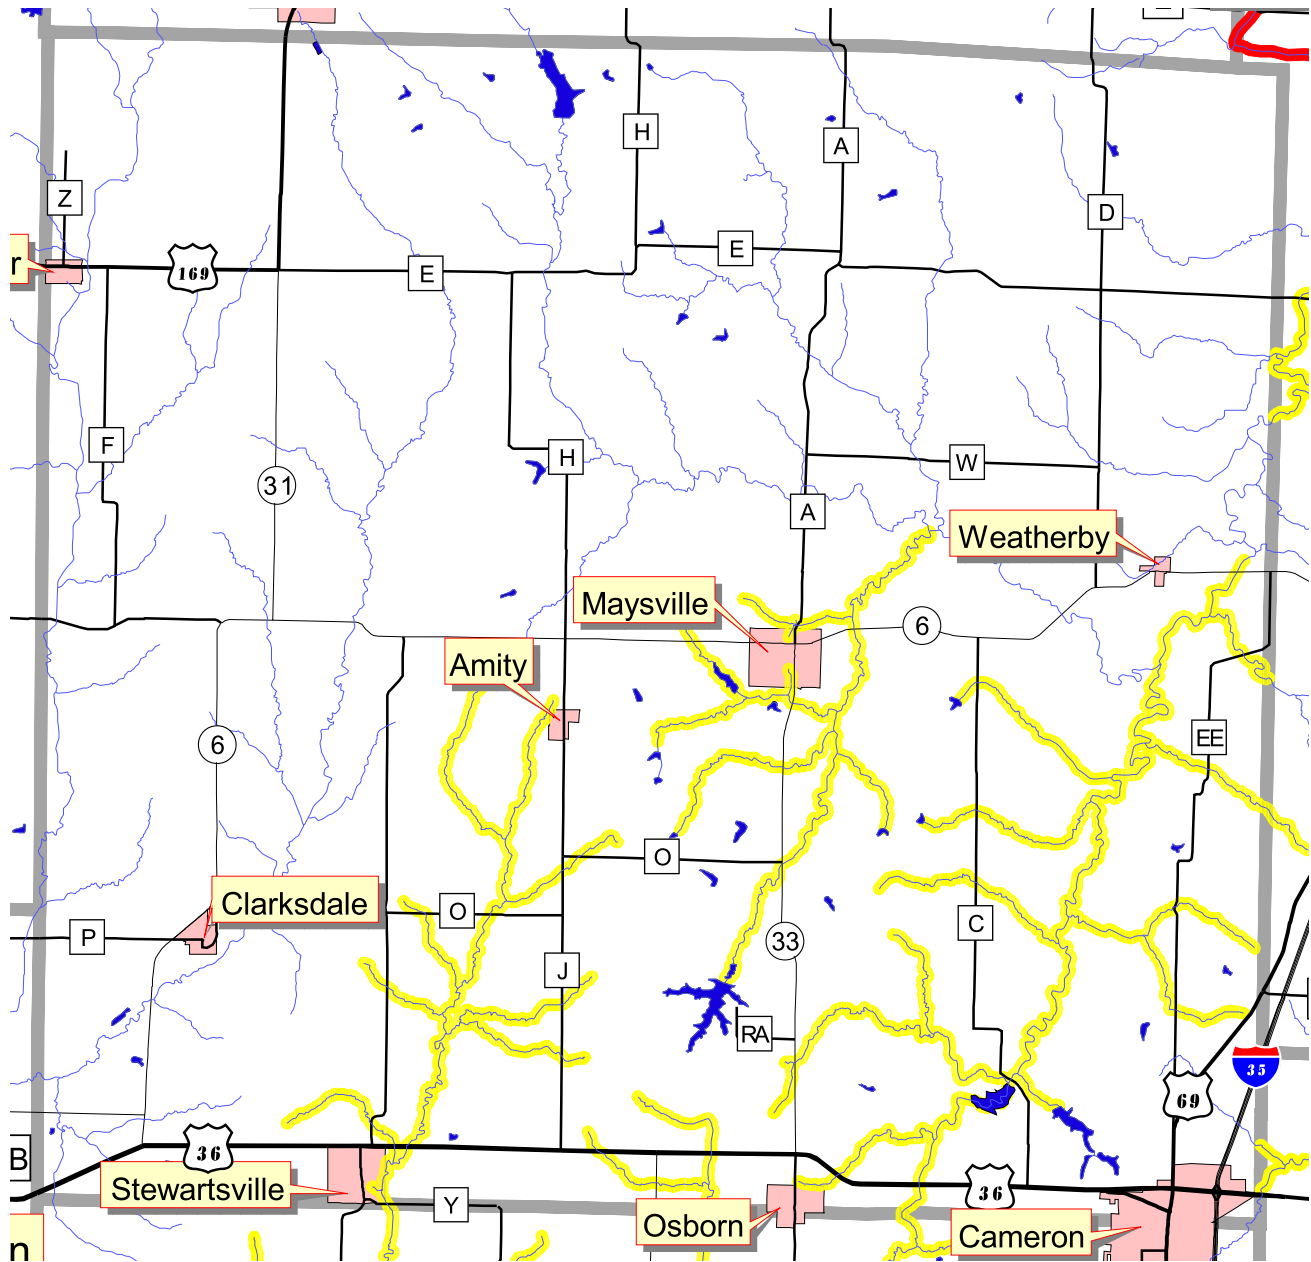 H
A
Z
D
E
r
169
E
F
H
W
31
A
Weatherby
Maysville
6
Amity
6
EE
O
Clarksdale
O
P
C
33
J
RA
35
69
36
B
Stewartsville
36
Y
Osborn
Cameron
n